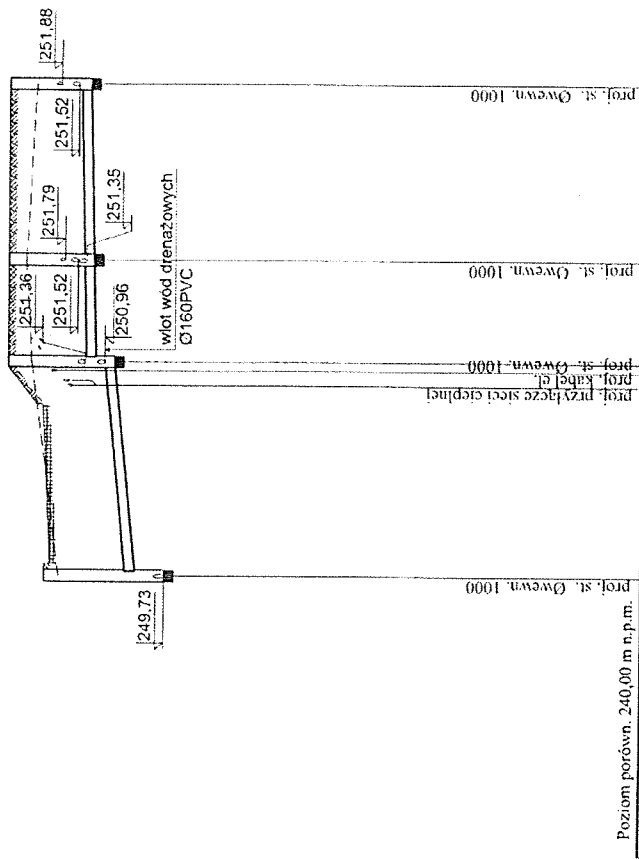 251,88
251,52
251,79
251,35
251,36
251,52
250,96
wlot wód drenażowych
Ø160PVC
249,73
proj. st. Øwewn. 1000
proj. st. Øwewn. 1000
proj. st. Øwewn. 1000
proj. kabel el.
proj. przyłącze sieci cieplnej
proj. st. Øwewn. 1000
Poziom porówn. 240,00 m n.p.m.